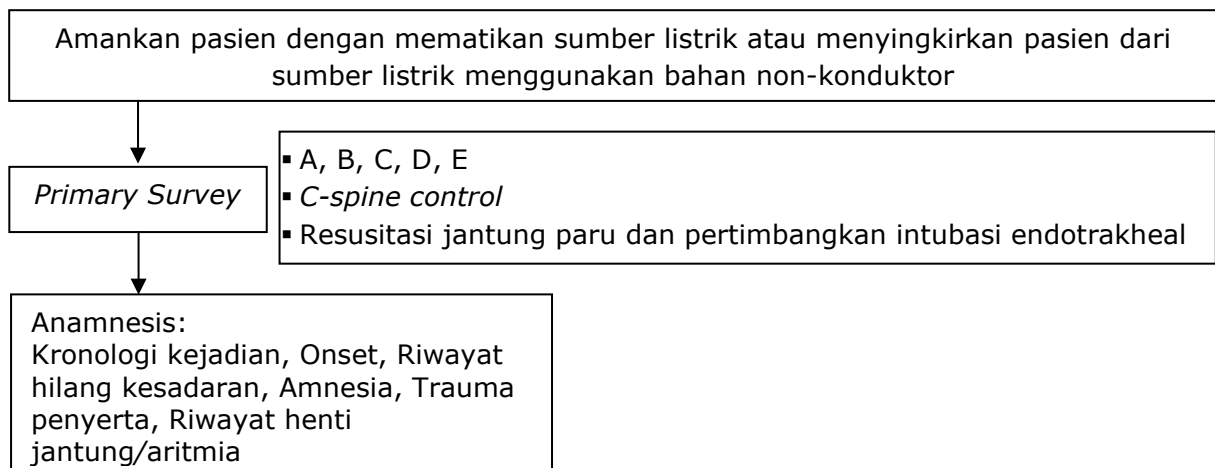 Amankan pasien dengan mematikan sumber listrik atau menyingkirkan pasien dari
sumber listrik menggunakan bahan non-konduktor
Primary Survey
▪ A, B, C, D, E
▪ C-spine control
▪ Resusitasi jantung paru dan pertimbangkan intubasi endotrakheal
Anamnesis:
Kronologi kejadian, Onset, Riwayat
hilang kesadaran, Amnesia, Trauma
penyerta, Riwayat henti
jantung/aritmia